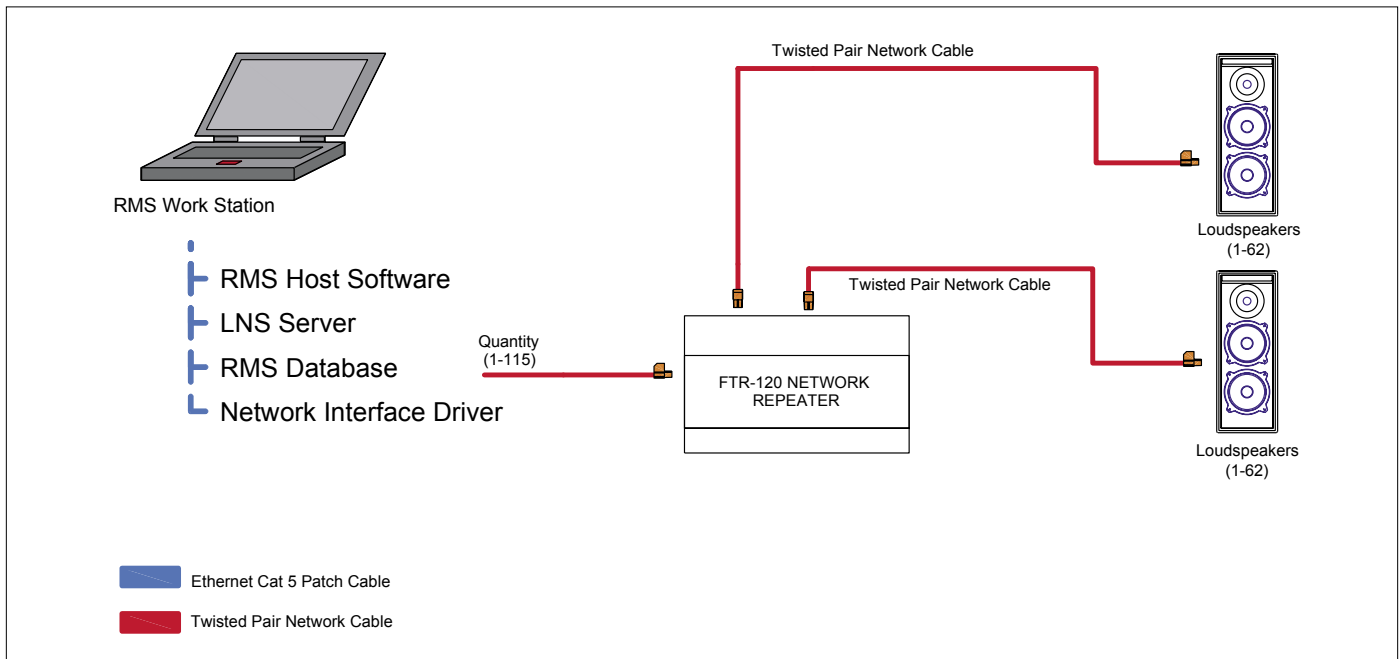 Twisted Pair Network Cable
RMS Work Station
Loudspeakers
(1-62)
RMS Host Software
LNS Server
RMS Database
Network Interface Driver
Twisted Pair Network Cable
Quantity
(1-115)
FTR-120 NETWORK
REPEATER
Loudspeakers
(1-62)
Ethernet Cat 5 Patch Cable
Twisted Pair Network Cable